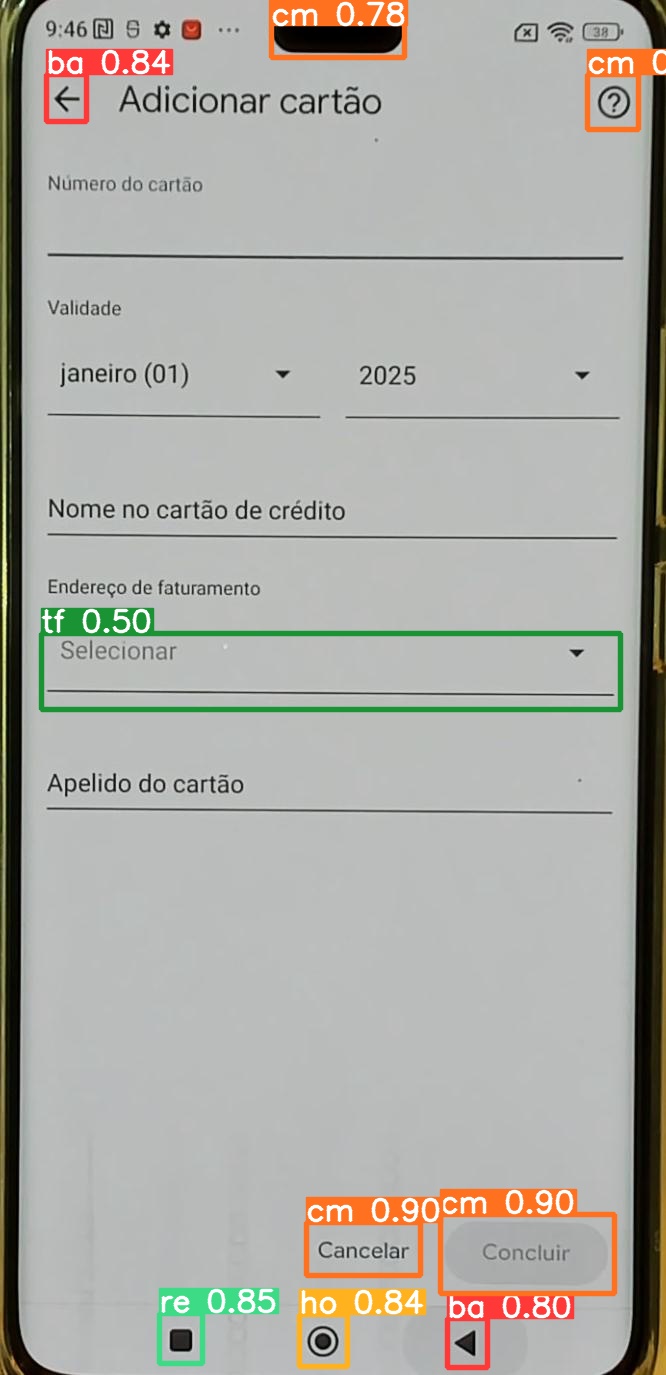 cm 0.78
9:46
38
ba 0.84
cm 0
Adicionar cartão
Número do cartão
Validade
janeiro (01) 2025
Nome no cartão de crédito
Endereço de faturamento
tf 0.50
Selecionar
Apelido do cartão
cm 0.90 cm 0.90
Cancelar Concluir
re 0.85 ho 0.84 ba 0.80